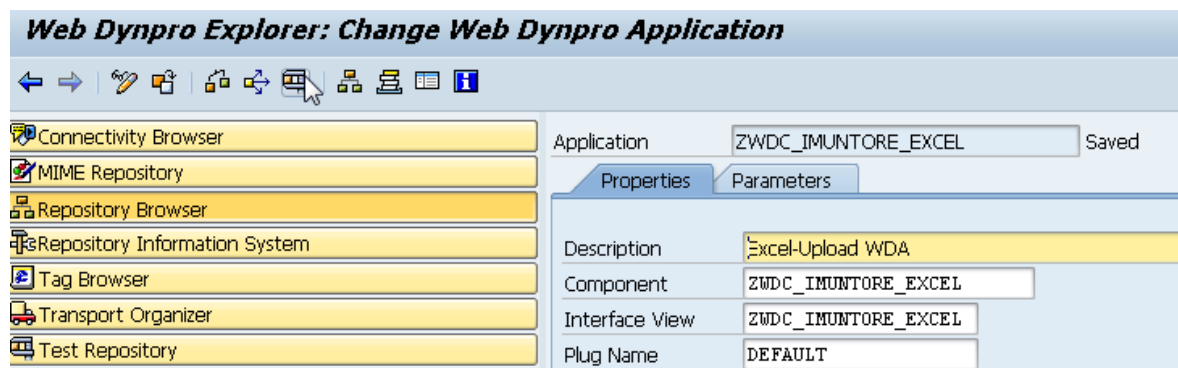 Web Dynpro Explorer: Change Web Dynpro Application
Connectivity Browser
MIME Repository
Repository Browser
Repository Information System
Tag Browser
Transport Organizer
Test Repository
Application ZWDC_IMUNTORE_EXCEL Saved
Properties Parameters
Description Excel-Upload WDA
Component ZWDC_IMUNTORE_EXCEL
Interface View ZWDC_IMUNTORE_EXCEL
Plug Name DEFAULT